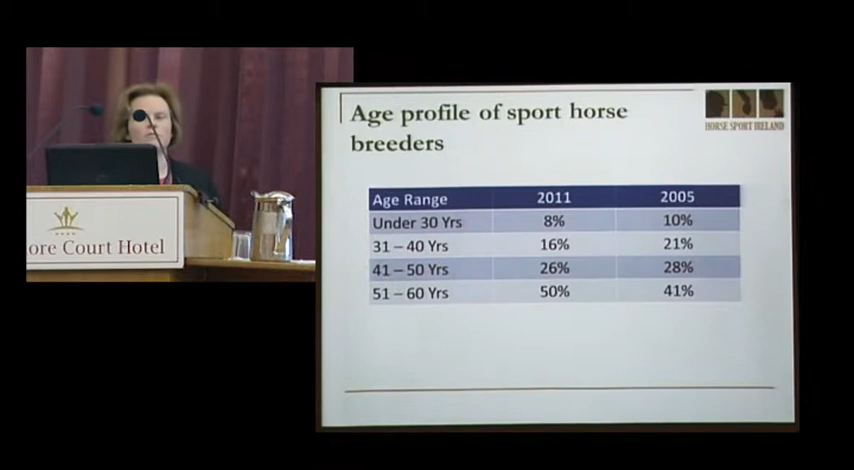 Age profile of sport horse
breeders
HORSE SPORT IRELAND
Age Range 2011 2005
Under 30 Yrs 8% 10%
31 – 40 Yrs 16% 21%
41 – 50 Yrs 26% 28%
51 – 60 Yrs 50% 41%
ore Court Hotel